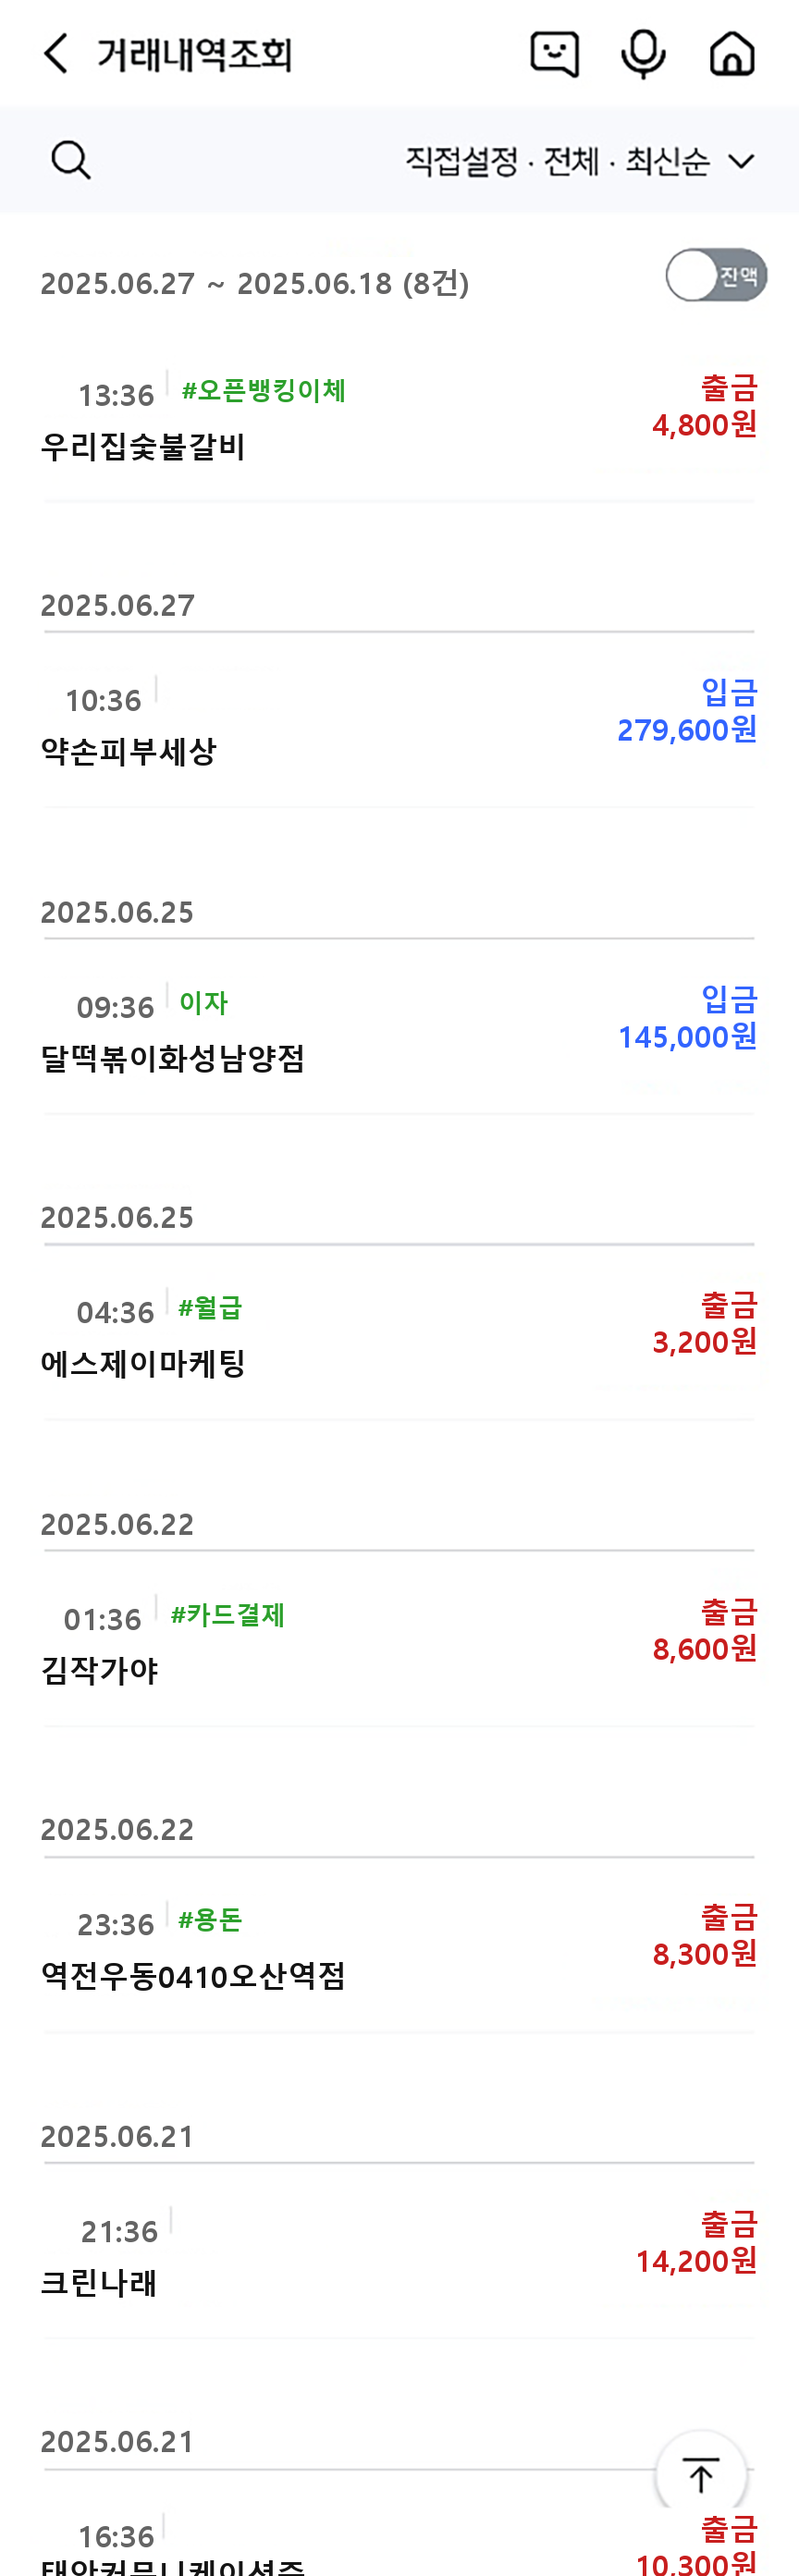 거래내역조회
직접설정 · 전체 · 최신순
2025.06.27 ~ 2025.06.18 (8건)
잔액
13:36 #오픈뱅킹이체
출금
4,800원
우리집숯불갈비
2025.06.27
10:36
입금
279,600원
약손피부세상
2025.06.25
09:36 이자
입금
145,000원
달떡볶이화성남양점
2025.06.25
04:36 #월급
출금
3,200원
에스제이마케팅
2025.06.22
01:36 #카드결제
출금
8,600원
김작가야
2025.06.22
23:36 #용돈
출금
8,300원
역전우동0410오산역점
2025.06.21
21:36
출금
14,200원
크린나래
2025.06.21
16:36
출금
10,300원